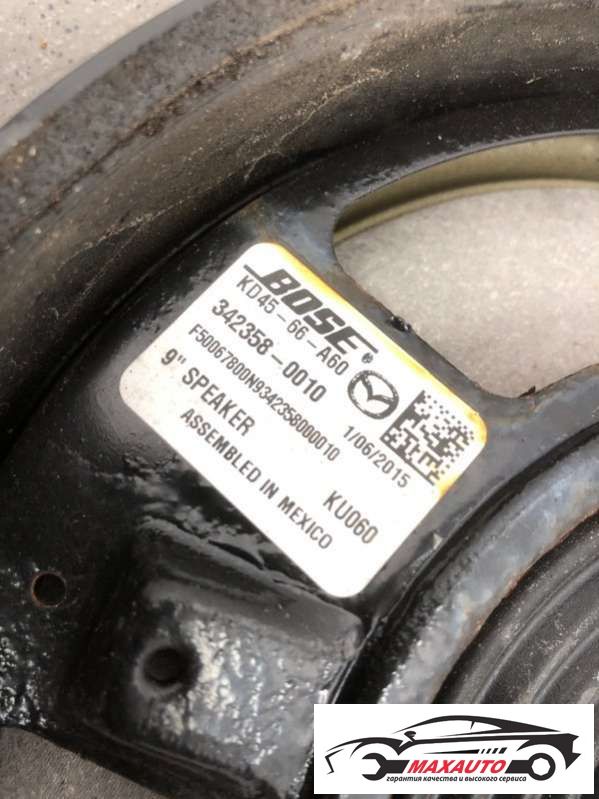 BOSE®
KD45-66-A60
342358-0010
F5006780DN9342358000010
9" SPEAKER
1/06/2015
ASSEMBLED IN MEXICO
KU060
MAXAUTO
гарантия качества и высокого сервиса